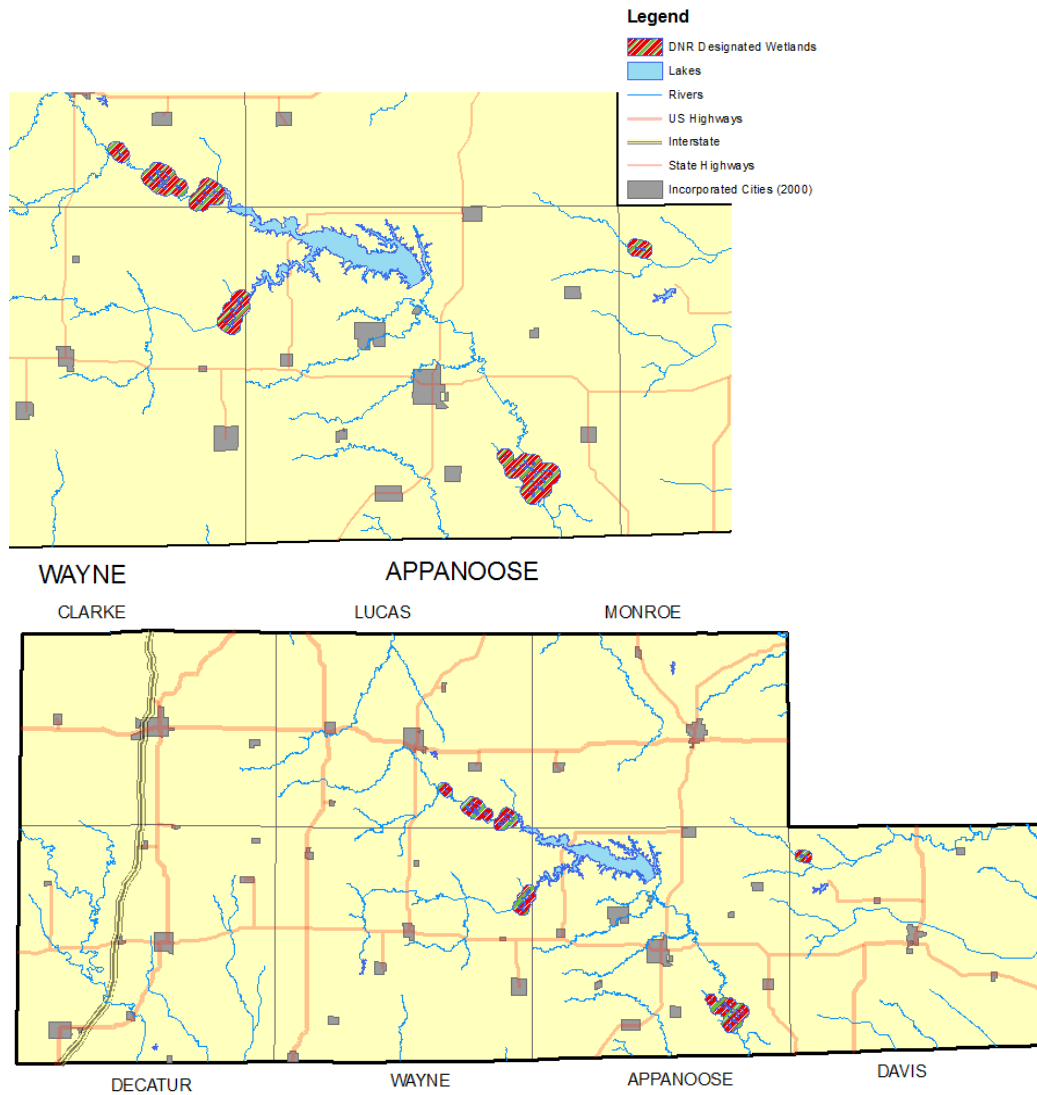 Legend
DNR Designated Wetlands
Lakes
Rivers
US Highways
Interstate
State Highways
Incorporated Cities (2000)
WAYNE APPANOOSE
CLARKE LUCAS MONROE
DECATUR WAYNE APPANOOSE DAVIS